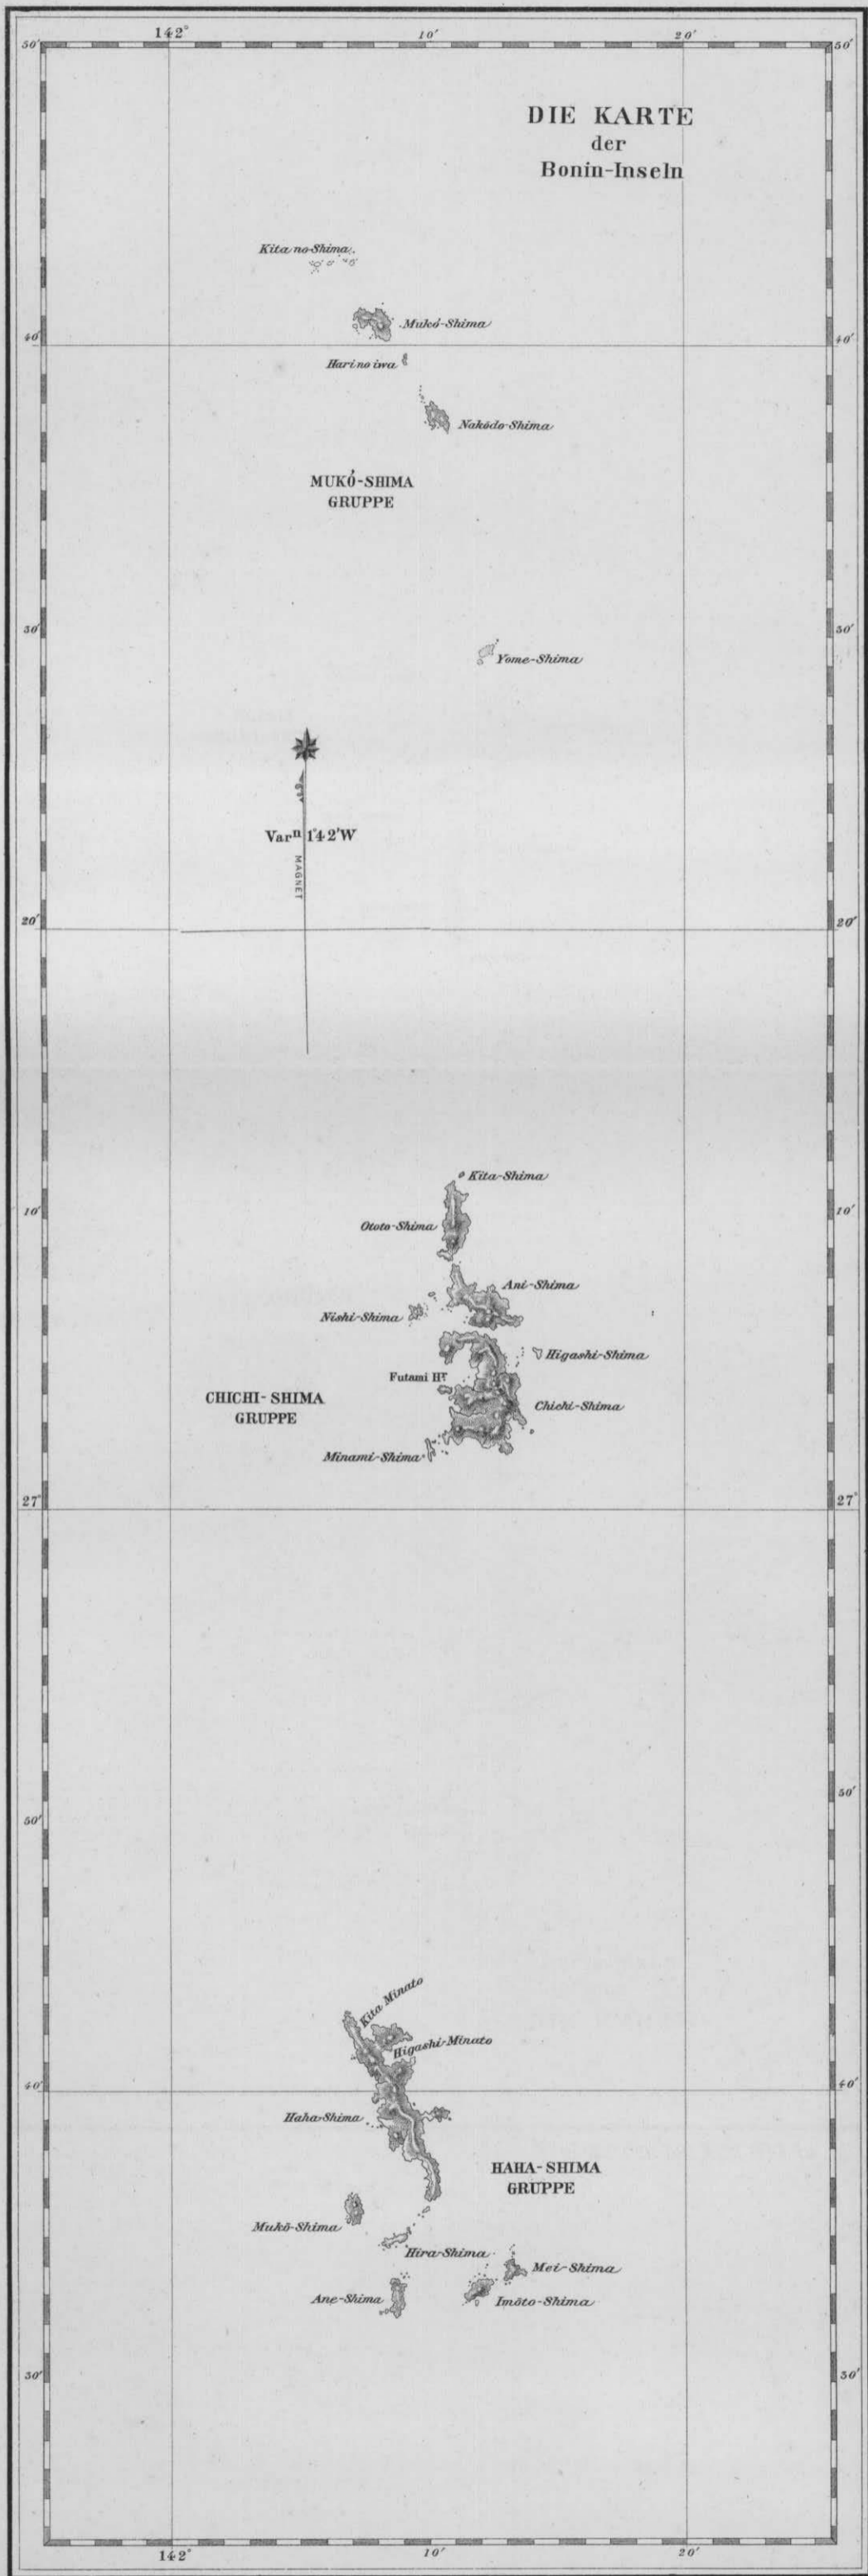 142° 10' 20'
50' 50'
DIE KARTE
der
Bonin-Inseln
Kita no Shima
Mukó-Shima
40' 40'
Harino iwa
Nakōdo-Shima
MUKÓ-SHIMA
GRUPPE
30' 30'
Yome-Shima
Varⁿ 1°42'W
MAGNET
20' 20'
Kita-Shima
10' 10'
Ototo-Shima
Ani-Shima
Nishi-Shima
Higashi-Shima
Futami Hr
CHICHI-SHIMA
GRUPPE
Chichi-Shima
Minami-Shima
27° 27°
50' 50'
Kita Minato
Higashi-Minato
40' 40'
Haha-Shima
HAHA-SHIMA
GRUPPE
Mukō-Shima
Hira-Shima
Mei-Shima
Ane-Shima
Imōto-Shima
30' 30'
142° 10' 20'